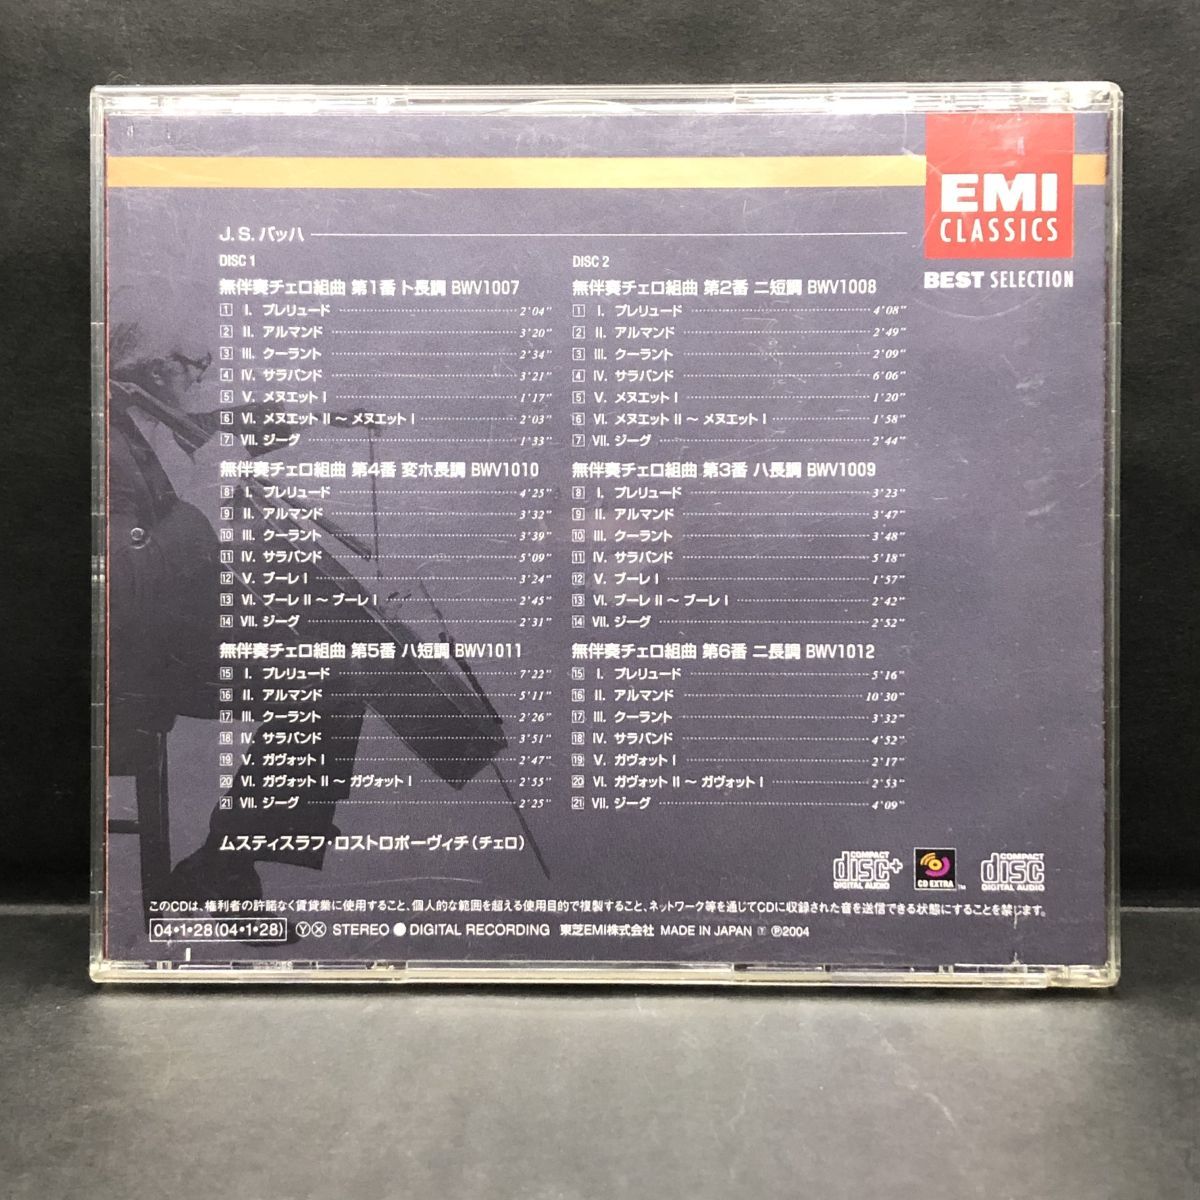 EMI
CLASSICS
BEST SELECTION
J. S. バッハ
DISC 1
無伴奏チェロ組曲 第1番 ト長調 BWV1007
1 I. プレリュード 2'04"
2 II. アルマンド 3'20"
3 III. クーラント 2'34"
4 IV. サラバンド 3'21"
5 V. メヌエット I 1'17"
6 VI. メヌエット II ~ メヌエット I 2'03"
7 VII. ジーグ 1'33"
無伴奏チェロ組曲 第4番 変ホ長調 BWV1010
8 I. プレリュード 4'25"
9 II. アルマンド 3'32"
10 III. クーラント 3'39"
11 IV. サラバンド 5'09"
12 V. ブーレ I 3'24"
13 VI. ブーレ II ~ ブーレ I 2'45"
14 VII. ジーグ 2'31"
無伴奏チェロ組曲 第5番 ハ短調 BWV1011
15 I. プレリュード 7'22"
16 II. アルマンド 5'11"
17 III. クーラント 2'26"
18 IV. サラバンド 3'51"
19 V. ガヴォット I 2'47"
20 VI. ガヴォット II ~ ガヴォット I 2'55"
21 VII. ジーグ 2'25"
DISC 2
無伴奏チェロ組曲 第2番 ニ短調 BWV1008
1 I. プレリュード 4'08"
2 II. アルマンド 2'49"
3 III. クーラント 2'09"
4 IV. サラバンド 6'06"
5 V. メヌエット I 1'20"
6 VI. メヌエット II ~ メヌエット I 1'58"
7 VII. ジーグ 2'44"
無伴奏チェロ組曲 第3番 ハ長調 BWV1009
8 I. プレリュード 3'23"
9 II. アルマンド 3'47"
10 III. クーラント 3'48"
11 IV. サラバンド 5'18"
12 V. ブーレ I 1'57"
13 VI. ブーレ II ~ ブーレ I 2'42"
14 VII. ジーグ 2'52"
無伴奏チェロ組曲 第6番 ニ長調 BWV1012
15 I. プレリュード 5'16"
16 II. アルマンド 10'30"
17 III. クーラント 3'32"
18 IV. サラバンド 4'52"
19 V. ガヴォット I 2'17"
20 VI. ガヴォット II ~ ガヴォット I 2'53"
21 VII. ジーグ 4'09"
ムスティスラフ・ロストロポーヴィチ(チェロ)
COMPACT disc+ DIGITAL AUDIO
CD EXTRA™
COMPACT disc DIGITAL AUDIO
このCDは、権利者の許諾なく賃貸業に使用すること、個人的な範囲を超える使用目的で複製すること、ネットワーク等を通じてCDに収録された音を送信できる状態にすることを禁じます。
04・1・28(04・1・28) Ⓨ Ⓧ STEREO ● DIGITAL RECORDING 東芝EMI株式会社 MADE IN JAPAN Ⓨ ℗2004